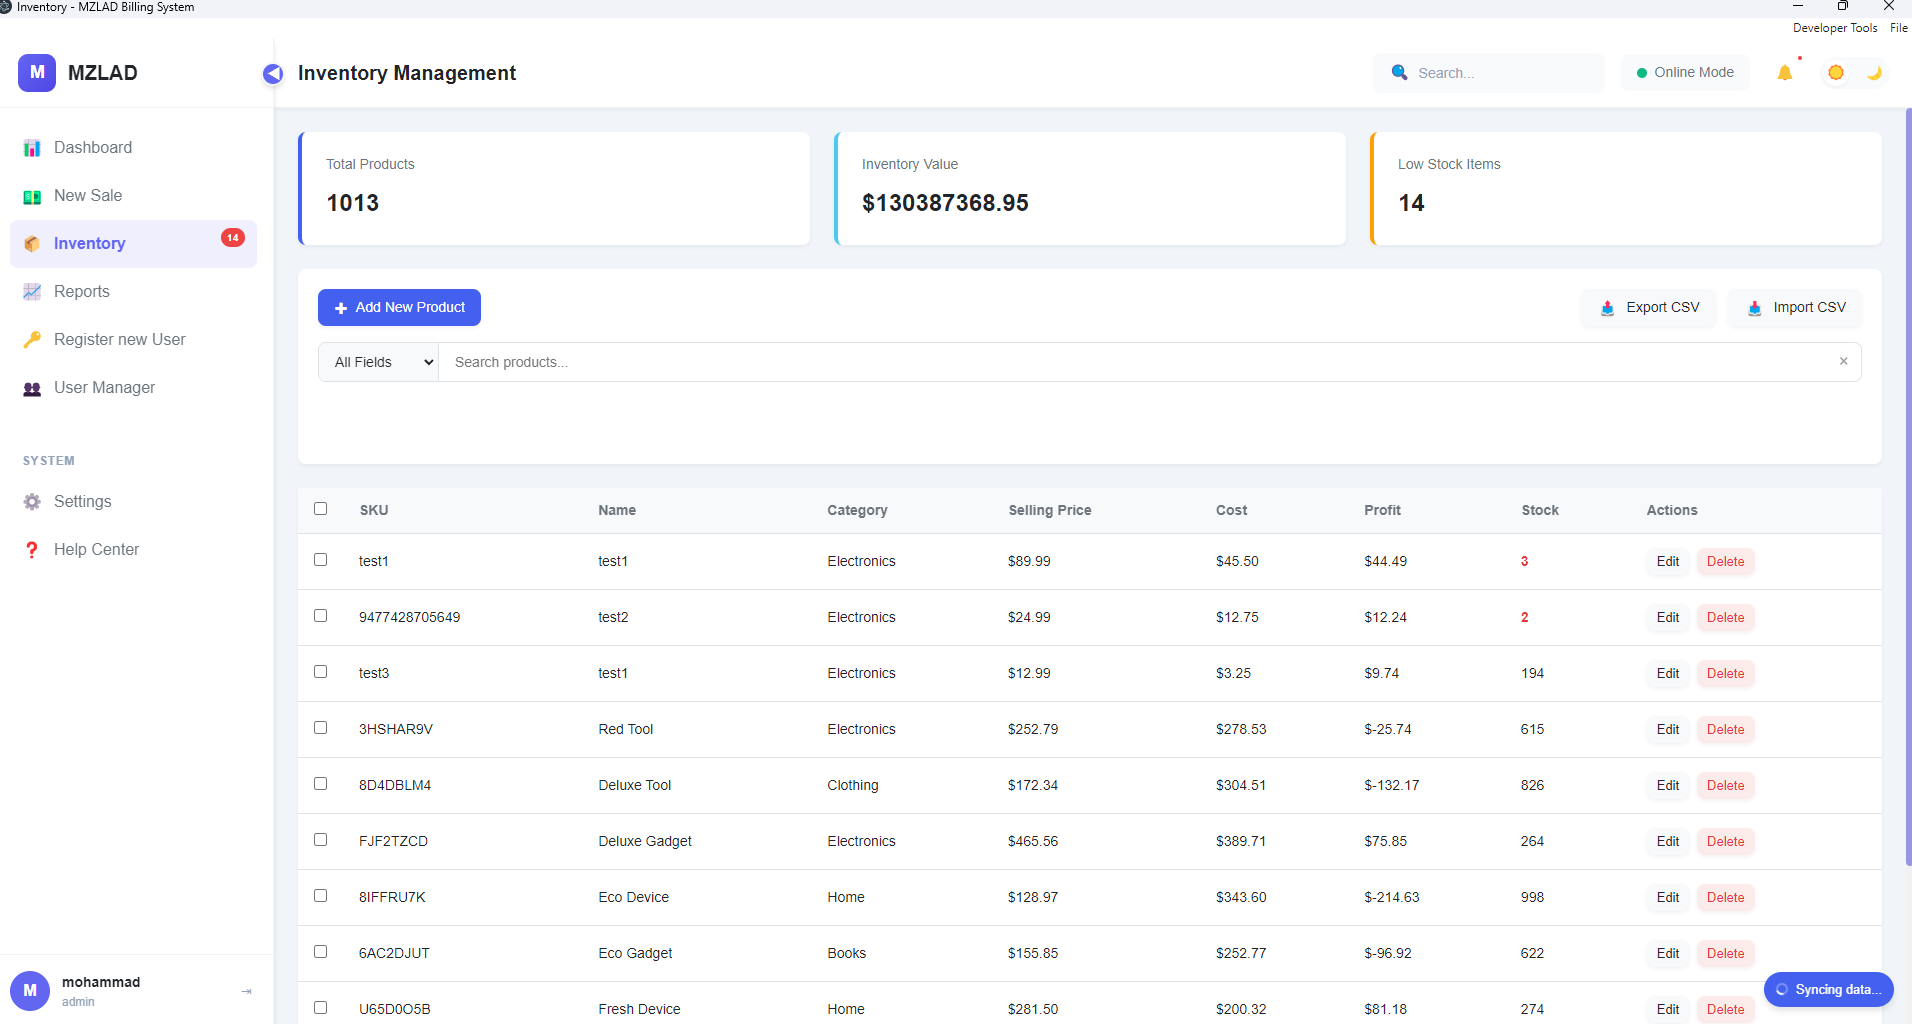 Inventory - MZLAD Billing System
Developer Tools File
M MZLAD
Inventory Management
Search...
Online Mode
Dashboard
New Sale
Inventory 14
Reports
Register new User
User Manager
SYSTEM
Settings
Help Center
M mohammad
admin
Total Products
1013
Inventory Value
$130387368.95
Low Stock Items
14
Add New Product
Export CSV
Import CSV
All Fields Search products... ×
SKU Name Category Selling Price Cost Profit Stock Actions
test1 test1 Electronics $89.99 $45.50 $44.49 3 Edit Delete
9477428705649 test2 Electronics $24.99 $12.75 $12.24 2 Edit Delete
test3 test1 Electronics $12.99 $3.25 $9.74 194 Edit Delete
3HSHAR9V Red Tool Electronics $252.79 $278.53 $-25.74 615 Edit Delete
8D4DBLM4 Deluxe Tool Clothing $172.34 $304.51 $-132.17 826 Edit Delete
FJF2TZCD Deluxe Gadget Electronics $465.56 $389.71 $75.85 264 Edit Delete
8IFFRU7K Eco Device Home $128.97 $343.60 $-214.63 998 Edit Delete
6AC2DJUT Eco Gadget Books $155.85 $252.77 $-96.92 622 Edit Delete
U65D0O5B Fresh Device Home $281.50 $200.32 $81.18 274 Edit Delete
Syncing data...